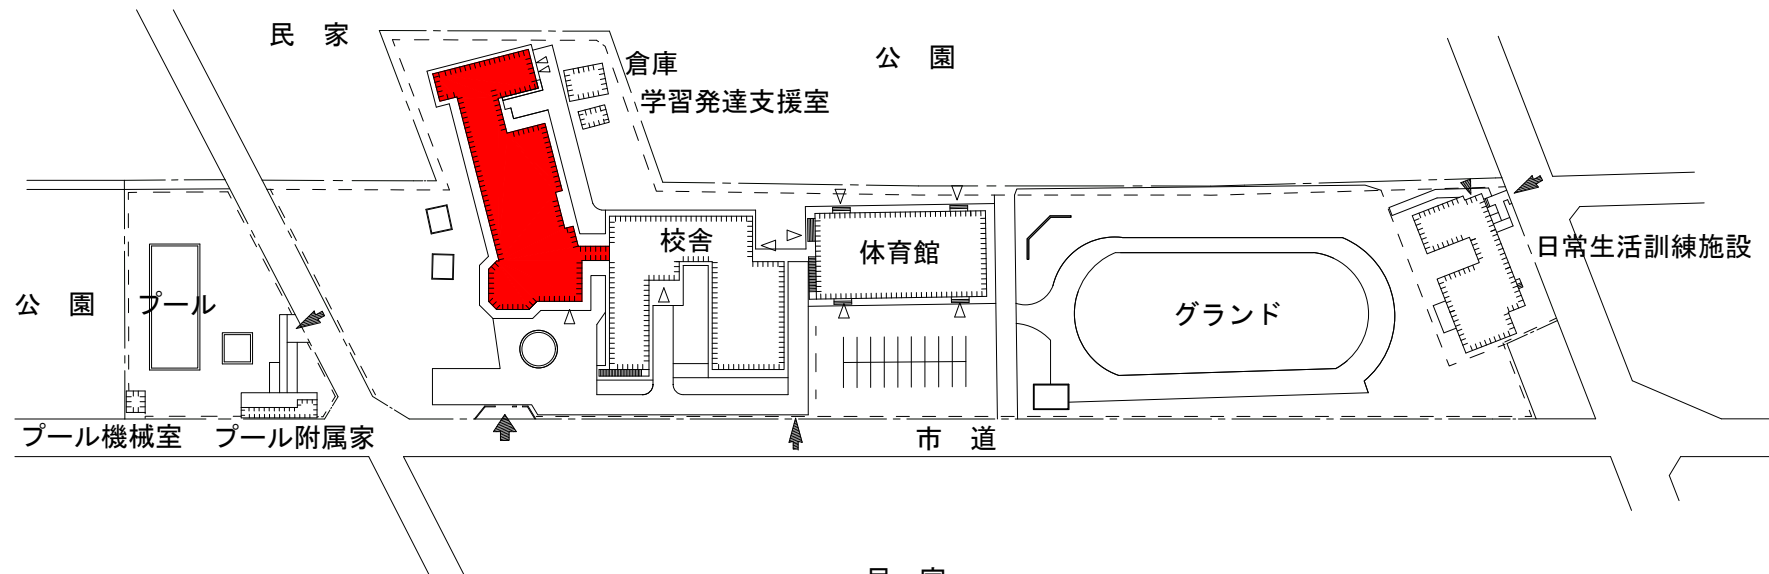 民 家
公 園
倉庫
学習発達支援室
校舎
体育館
日常生活訓練施設
公 園
プール
グランド
プール機械室
プール附属家
市 道